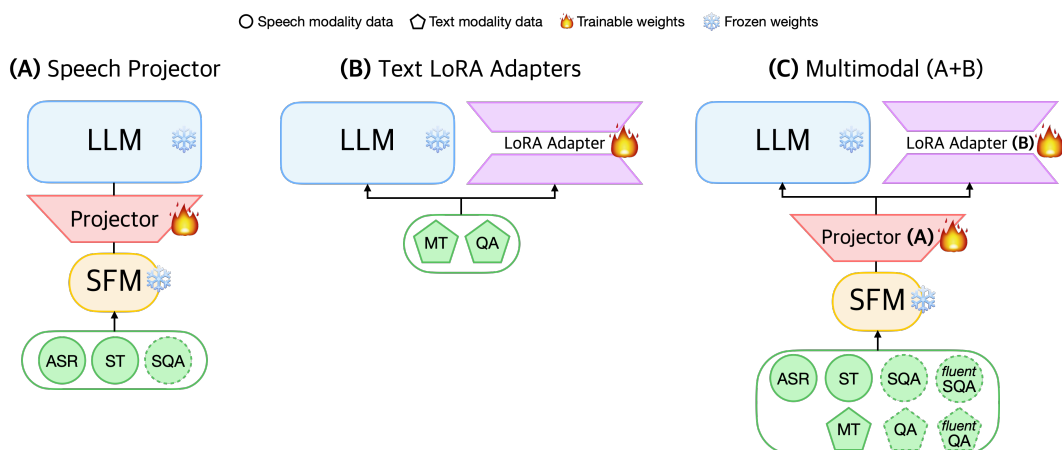 Speech modality data Text modality data Trainable weights Frozen weights
(A) Speech Projector
LLM
Projector
SFM
ASR ST SQA
(B) Text LoRA Adapters
LLM
LoRA Adapter
MT QA
(C) Multimodal (A+B)
LLM
LoRA Adapter (B)
Projector (A)
SFM
ASR ST SQA fluent SQA
MT QA fluent QA